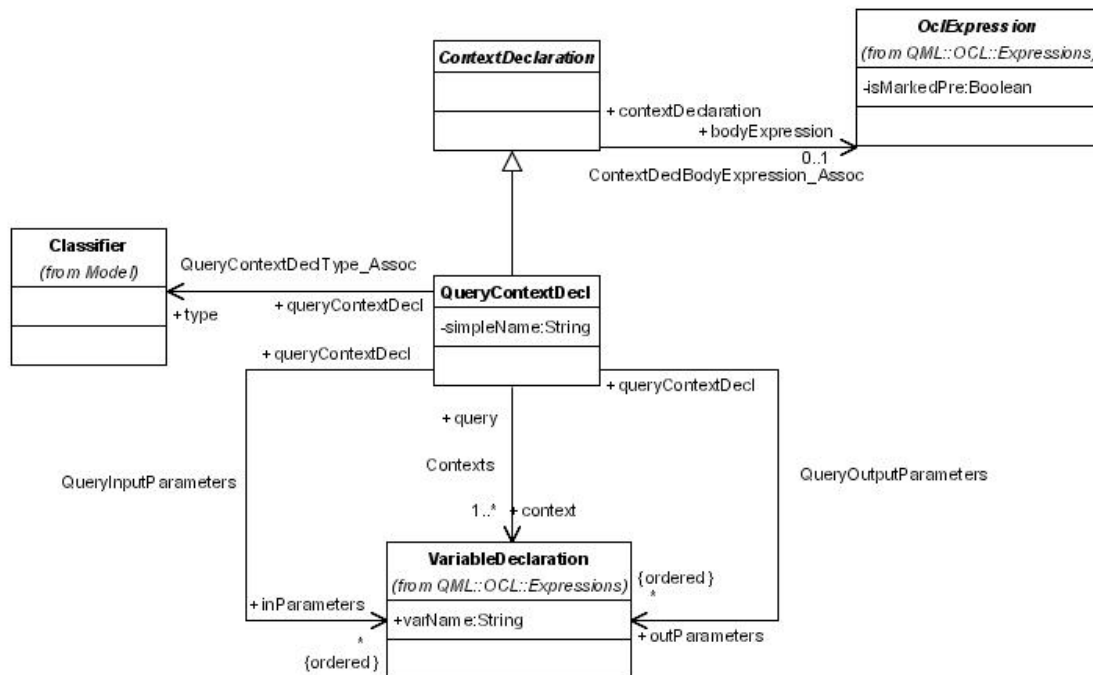 OclExpression
(from QML::OCL::Expressions)
-isMarkedPre:Boolean
ContextDeclaration
+ contextDeclaration
+ bodyExpression
0..1
ContextDeclBodyExpression_Assoc
Classifier
(from Model)
QueryContextDeclType_Assoc
+ queryContextDecl
+ type
QueryContextDecl
-simpleName:String
+ queryContextDecl
+ queryContextDecl
+ query
Contexts
QueryInputParameters
QueryOutputParameters
1..* + context
VariableDeclaration
(from QML::OCL::Expressions)
+varName:String
{ordered}
*
+ inParameters
+ outParameters
*
{ordered}